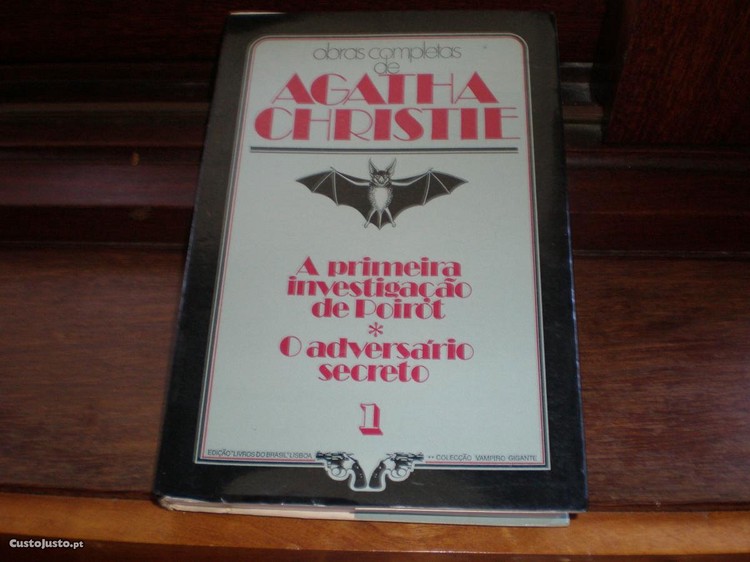 obras completas
de
AGATHA
CHRISTIE
A primeira
investigação
de Poirot
*
O adversário
secreto
1
EDIÇÃO "LIVROS DO BRASIL" LISBOA
** COLECÇÃO VAMPIRO GIGANTE
CustoJusto.pt